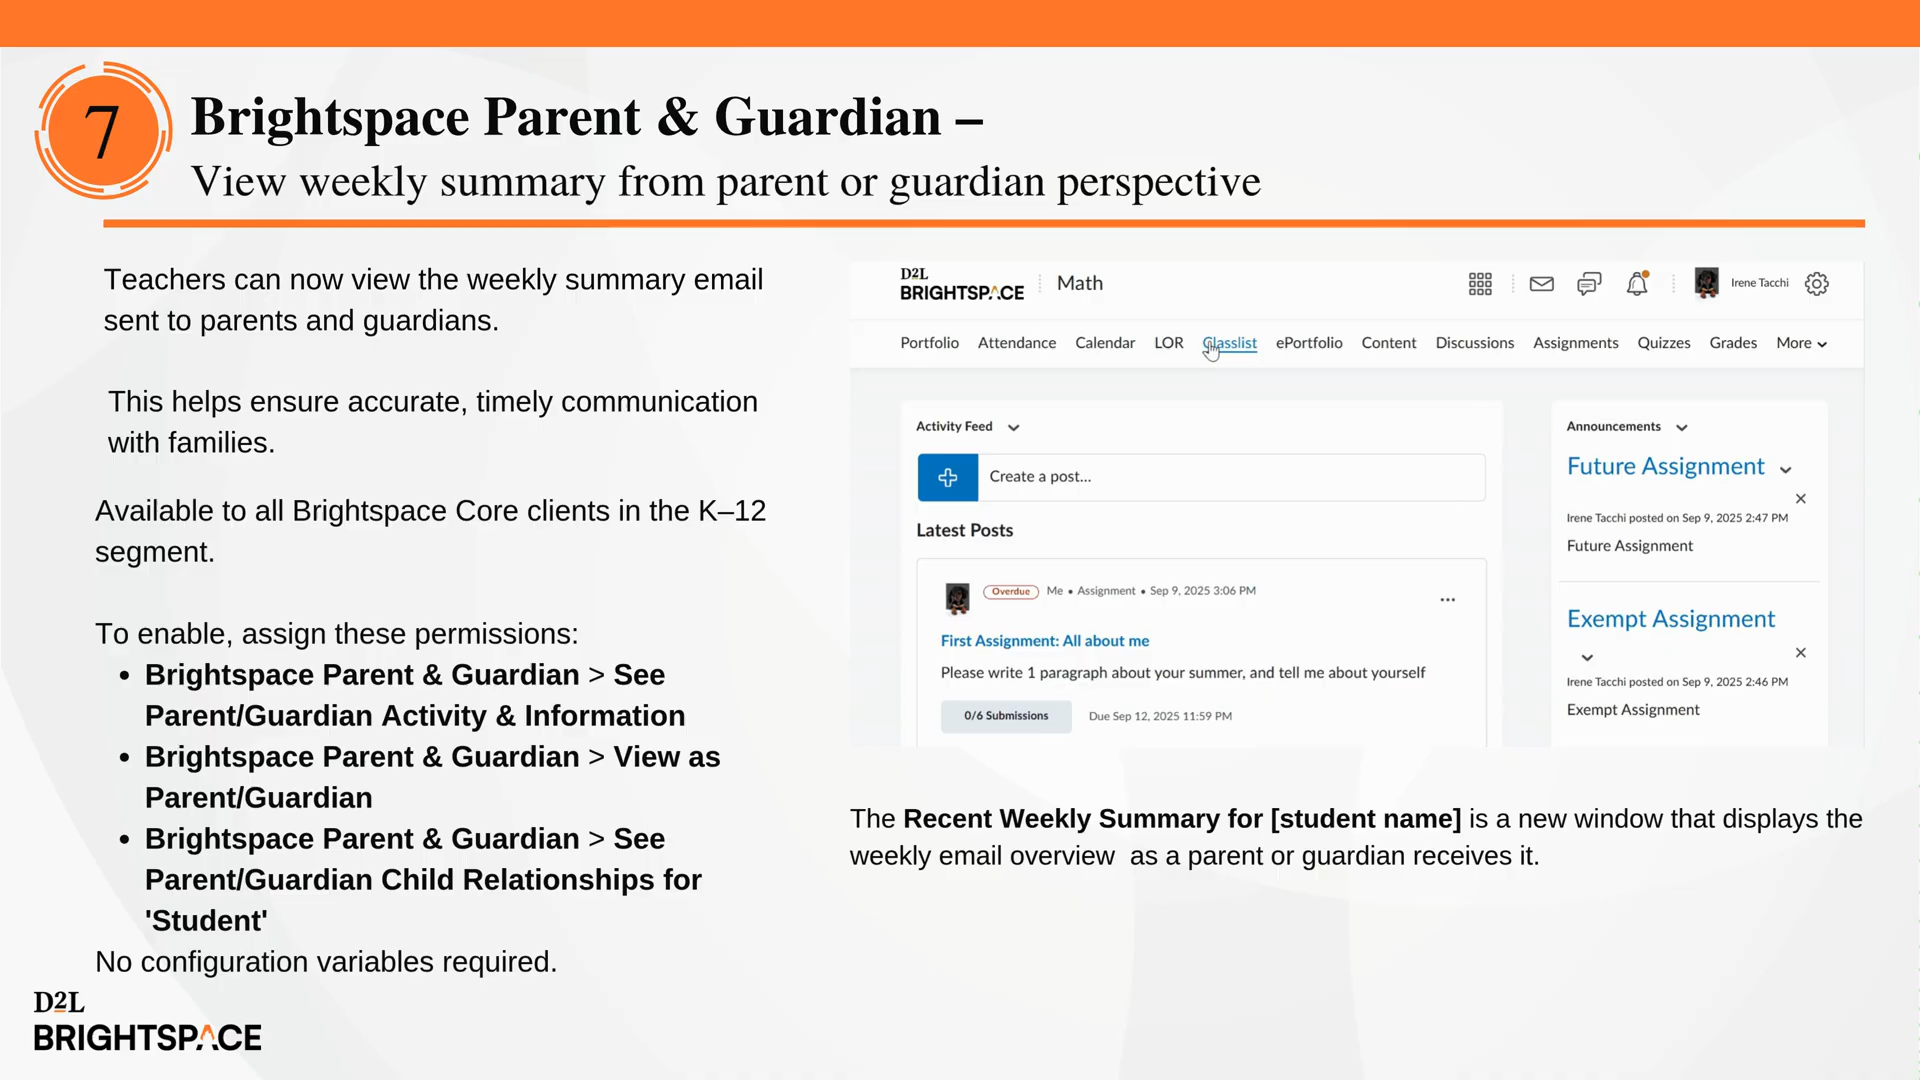 7
Brightspace Parent & Guardian –
View weekly summary from parent or guardian perspective
Teachers can now view the weekly summary email
sent to parents and guardians.
This helps ensure accurate, timely communication
with families.
Available to all Brightspace Core clients in the K–12
segment.
To enable, assign these permissions:
• Brightspace Parent & Guardian > See
Parent/Guardian Activity & Information
• Brightspace Parent & Guardian > View as
Parent/Guardian
• Brightspace Parent & Guardian > See
Parent/Guardian Child Relationships for
'Student'
No configuration variables required.
D2L
BRIGHTSPACE
D2L
BRIGHTSPACE
Math
Irene Tacchi
Portfolio Attendance Calendar LOR Classlist ePortfolio Content Discussions Assignments Quizzes Grades More
Activity Feed
Create a post...
Latest Posts
Overdue Me • Assignment • Sep 9, 2025 3:06 PM
First Assignment: All about me
Please write 1 paragraph about your summer, and tell me about yourself
0/6 Submissions Due Sep 12, 2025 11:59 PM
Announcements
Future Assignment
Irene Tacchi posted on Sep 9, 2025 2:47 PM
Future Assignment
Exempt Assignment
Irene Tacchi posted on Sep 9, 2025 2:46 PM
Exempt Assignment
The Recent Weekly Summary for [student name] is a new window that displays the
weekly email overview as a parent or guardian receives it.